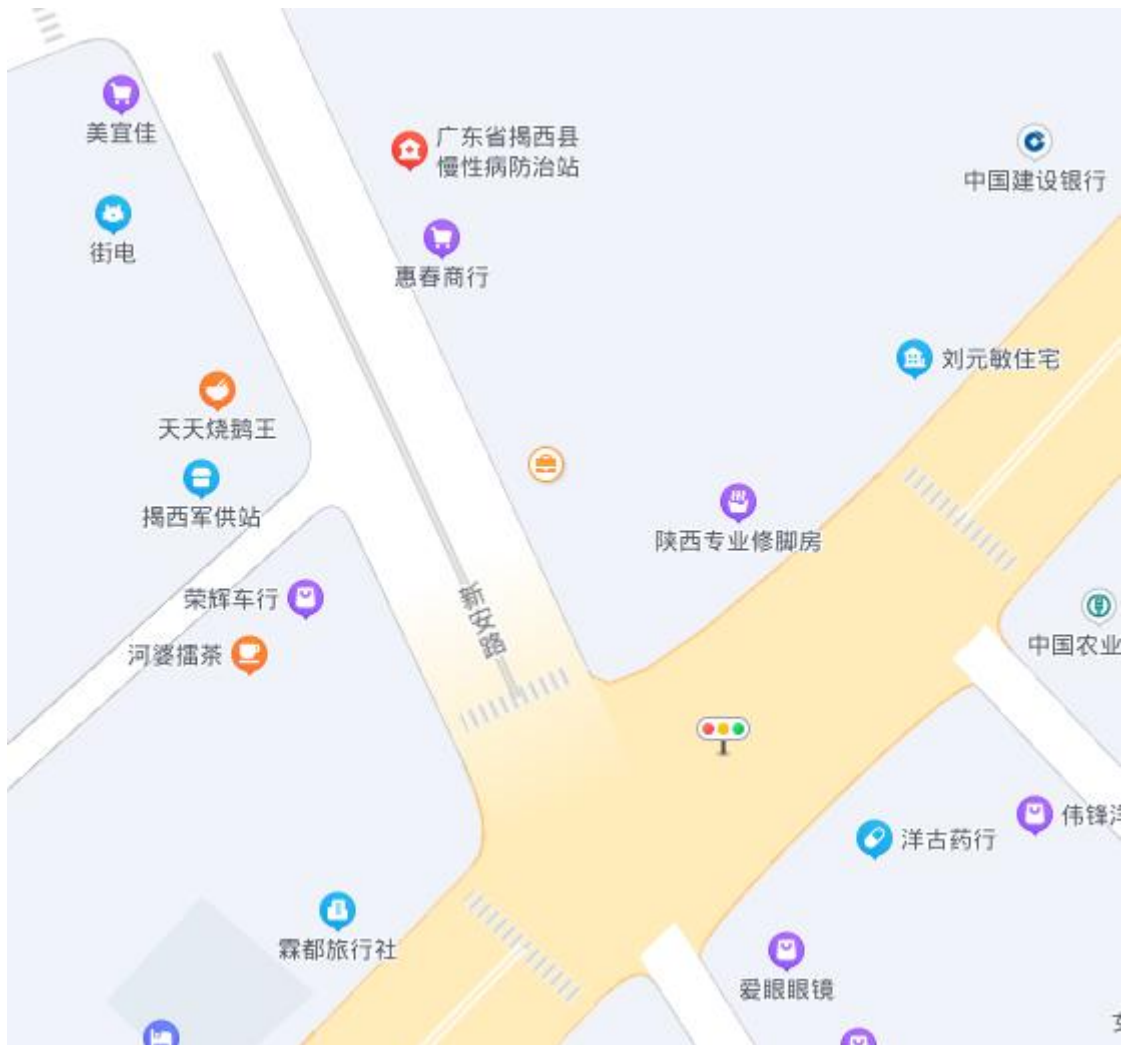 美宜佳
广东省揭西县
慢性病防治站
中国建设银行
街电
惠春商行
刘元敏住宅
天天烧鹅王
揭西军供站
陕西专业修脚房
荣辉车行
新安路
中国农业
河婆擂茶
伟锋洋
洋古药行
霖都旅行社
爱眼眼镜